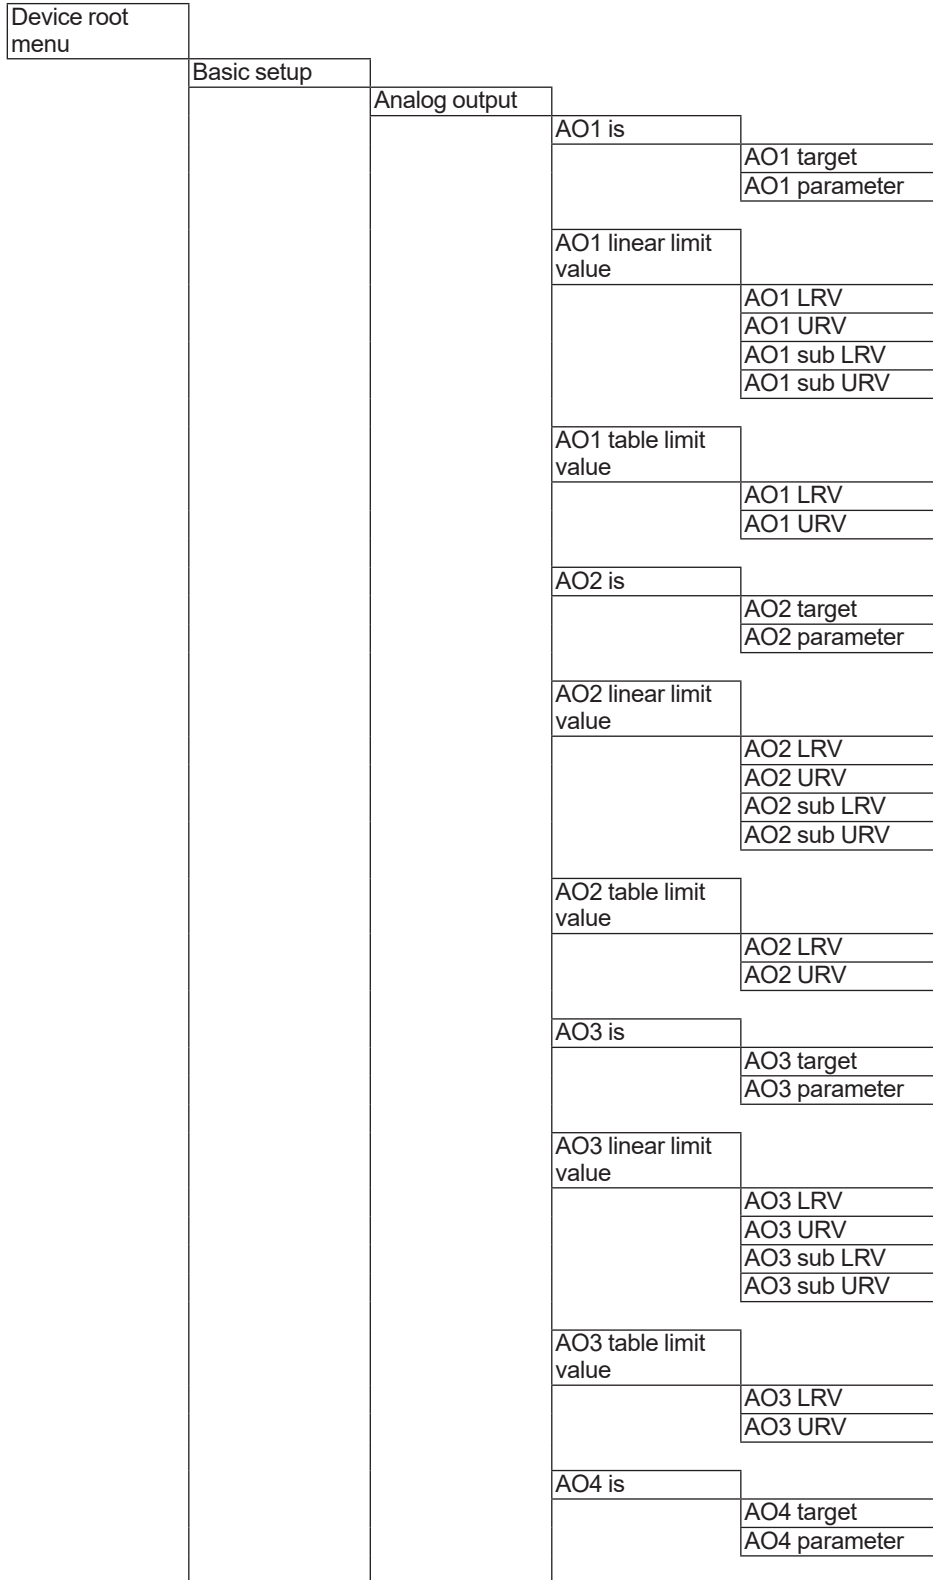 Device root
menu
Basic setup
Analog output
AO1 is
AO1 target
AO1 parameter
AO1 linear limit
value
AO1 LRV
AO1 URV
AO1 sub LRV
AO1 sub URV
AO1 table limit
value
AO1 LRV
AO1 URV
AO2 is
AO2 target
AO2 parameter
AO2 linear limit
value
AO2 LRV
AO2 URV
AO2 sub LRV
AO2 sub URV
AO2 table limit
value
AO2 LRV
AO2 URV
AO3 is
AO3 target
AO3 parameter
AO3 linear limit
value
AO3 LRV
AO3 URV
AO3 sub LRV
AO3 sub URV
AO3 table limit
value
AO3 LRV
AO3 URV
AO4 is
AO4 target
AO4 parameter